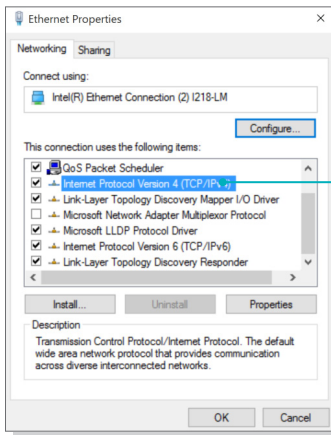 Ethernet Properties
Networking Sharing
Connect using:
Intel(R) Ethernet Connection (2) I218-LM
Configure...
This connection uses the following items:
QoS Packet Scheduler
Internet Protocol Version 4 (TCP/IPv4)
Link-Layer Topology Discovery Mapper I/O Driver
Microsoft Network Adapter Multiplexor Protocol
Microsoft LLDP Protocol Driver
Internet Protocol Version 6 (TCP/IPv6)
Link-Layer Topology Discovery Responder
Install... Uninstall Properties
Description
Transmission Control Protocol/Internet Protocol. The default
wide area network protocol that provides communication
across diverse interconnected networks.
OK Cancel